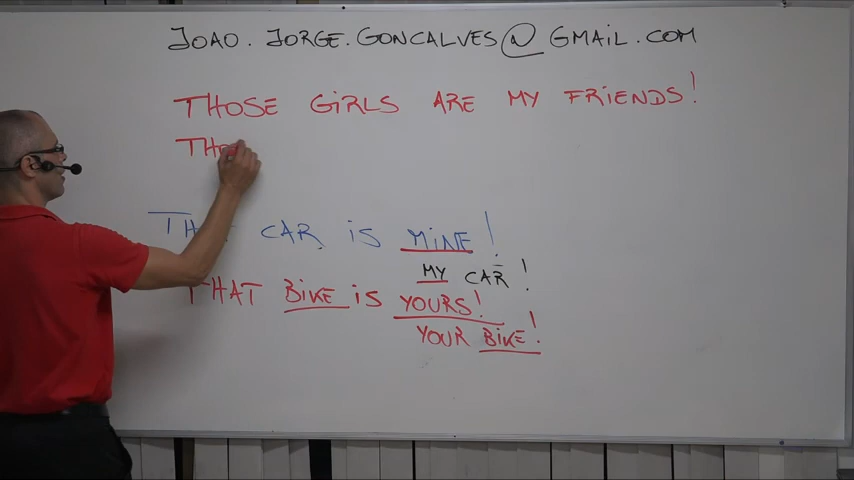 JOAO.JORGE.GONCALVES@GMAIL.COM
THOSE GiRLS ARE MY FRiENDS!
THO
CAR iS MiNE!
MY CAR!
THAT BiKE iS YOURS!
YOUR BiKE!